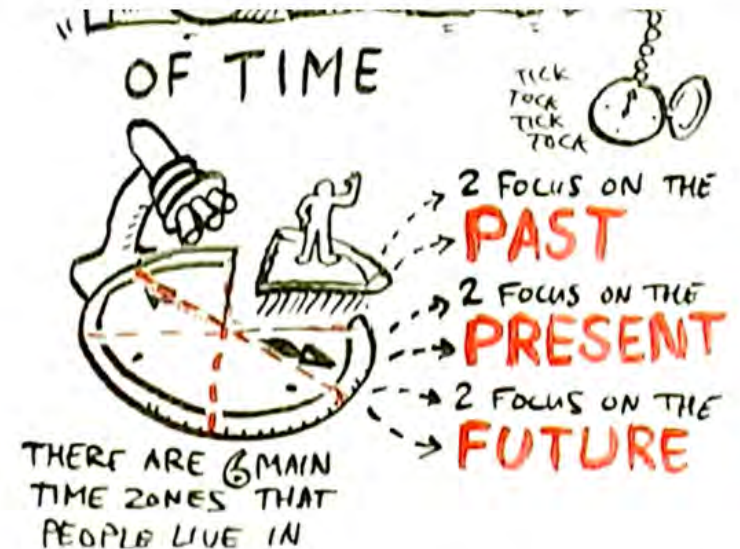 OF TIME
TICK
TOCK
TICK
TOCK
2 FOCUS ON THE
PAST
2 FOCUS ON THE
PRESENT
2 FOCUS ON THE
FUTURE
THERE ARE 6 MAIN
TIME ZONES THAT
PEOPLE LIVE IN